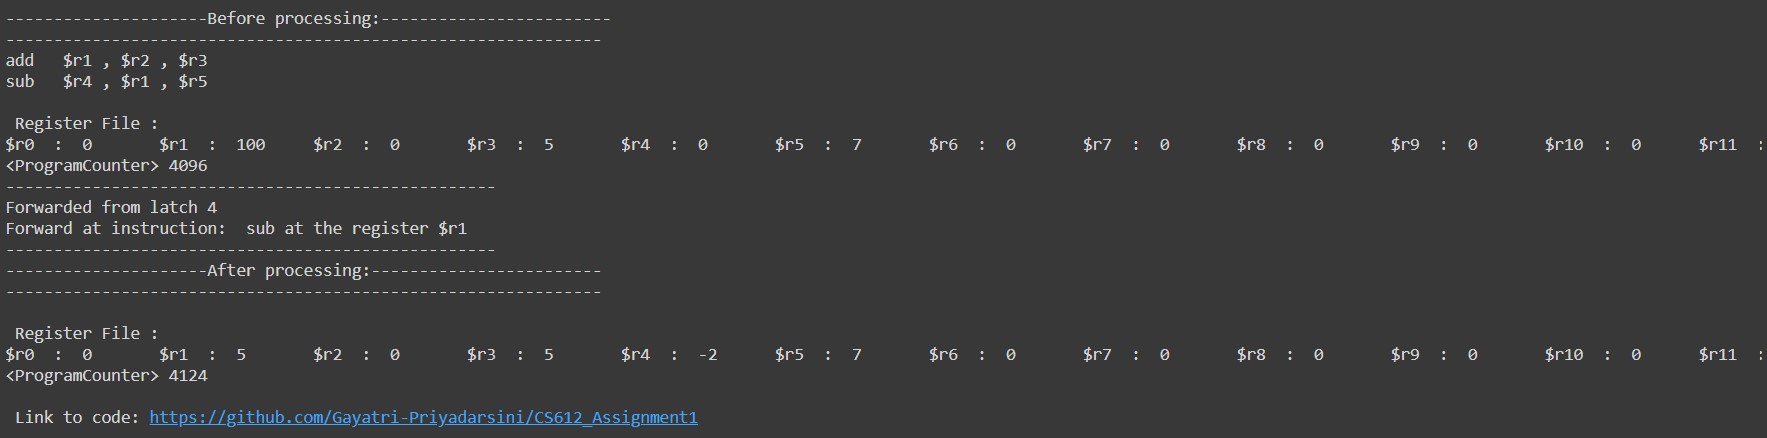 ---------------------Before processing:------------------------
--------------------------------------------------------------
add   $r1 , $r2 , $r3
sub   $r4 , $r1 , $r5
 Register File :
$r0  :  0       $r1  :  100     $r2  :  0       $r3  :  5       $r4  :  0       $r5  :  7       $r6  :  0       $r7  :  0       $r8  :  0       $r9  :  0       $r10  :  0      $r11  :
<ProgramCounter> 4096
---------------------------------------------------
Forwarded from latch 4
Forward at instruction:  sub at the register $r1
---------------------------------------------------
---------------------After processing:------------------------
--------------------------------------------------------------
 Register File :
$r0  :  0       $r1  :  5       $r2  :  0       $r3  :  5       $r4  :  -2      $r5  :  7       $r6  :  0       $r7  :  0       $r8  :  0       $r9  :  0       $r10  :  0      $r11  :
<ProgramCounter> 4124
 Link to code: https://github.com/Gayatri-Priyadarsini/CS612_Assignment1